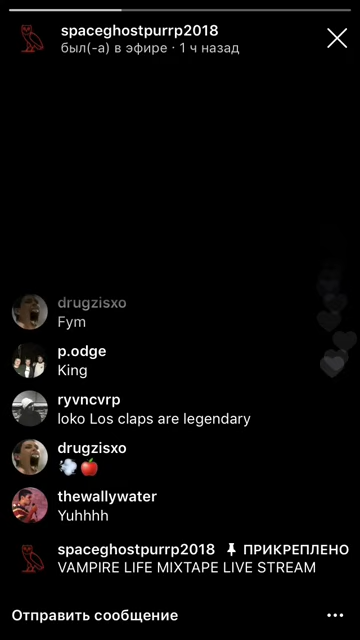 spaceghostpurrp2018
был(-а) в эфире · 1 ч назад
drugzisxo
Fym
p.odge
King
ryvncvrp
loko Los claps are legendary
drugzisxo
💨🍎
thewallywater
Yuhhhh
spaceghostpurrp2018 📌 ПРИКРЕПЛЕНО
VAMPIRE LIFE MIXTAPE LIVE STREAM
Отправить сообщение